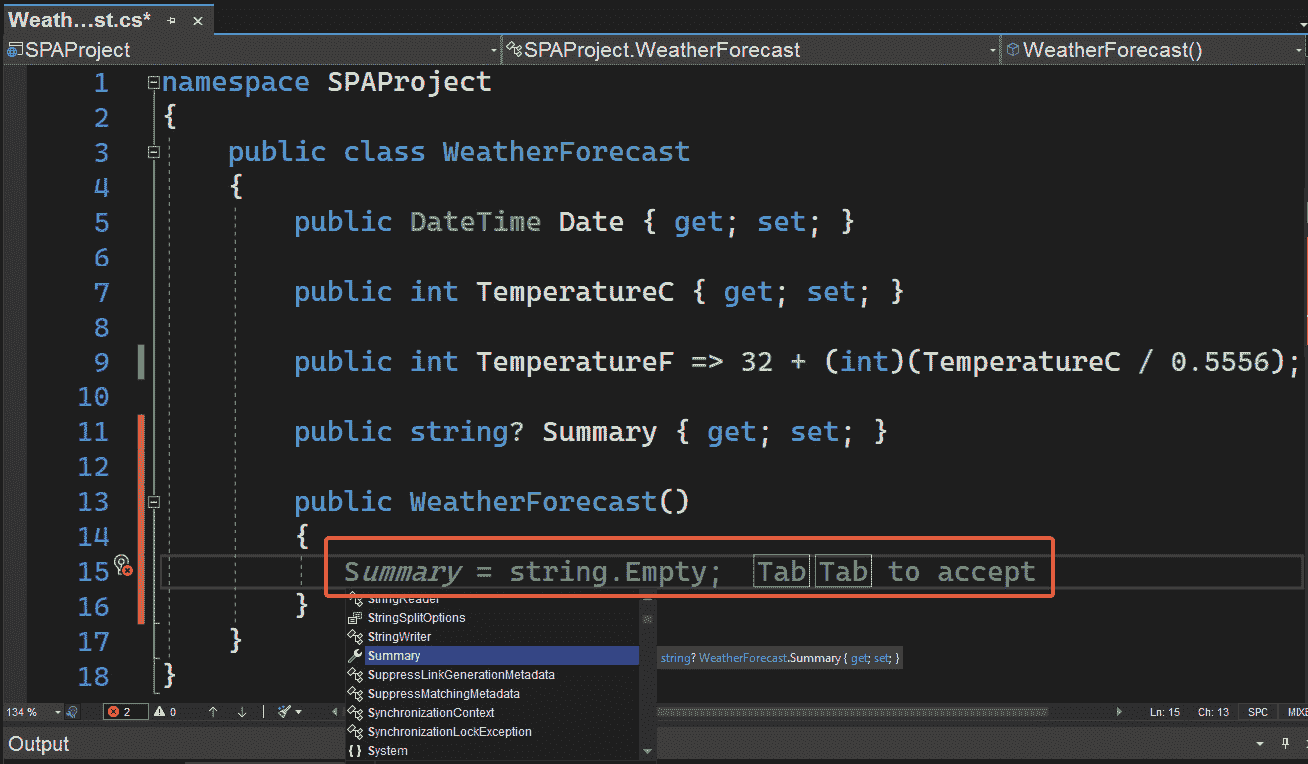 Weath...st.cs*
SPAProject SPAProject.WeatherForecast WeatherForecast()
1 namespace SPAProject
2 {
3 public class WeatherForecast
4 {
5 public DateTime Date { get; set; }
6
7 public int TemperatureC { get; set; }
8
9 public int TemperatureF => 32 + (int)(TemperatureC / 0.5556);
10
11 public string? Summary { get; set; }
12
13 public WeatherForecast()
14 {
15 Summary = string.Empty; Tab Tab to accept
16 }
StringReader
StringSplitOptions
17 }
StringWriter
Summary string? WeatherForecast.Summary { get; set; }
18 }
SuppressLinkGenerationMetadata
SuppressMatchingMetadata
134 % 2 0 SynchronizationContext Ln: 15 Ch: 13 SPC
SynchronizationLockException
Output
{} System